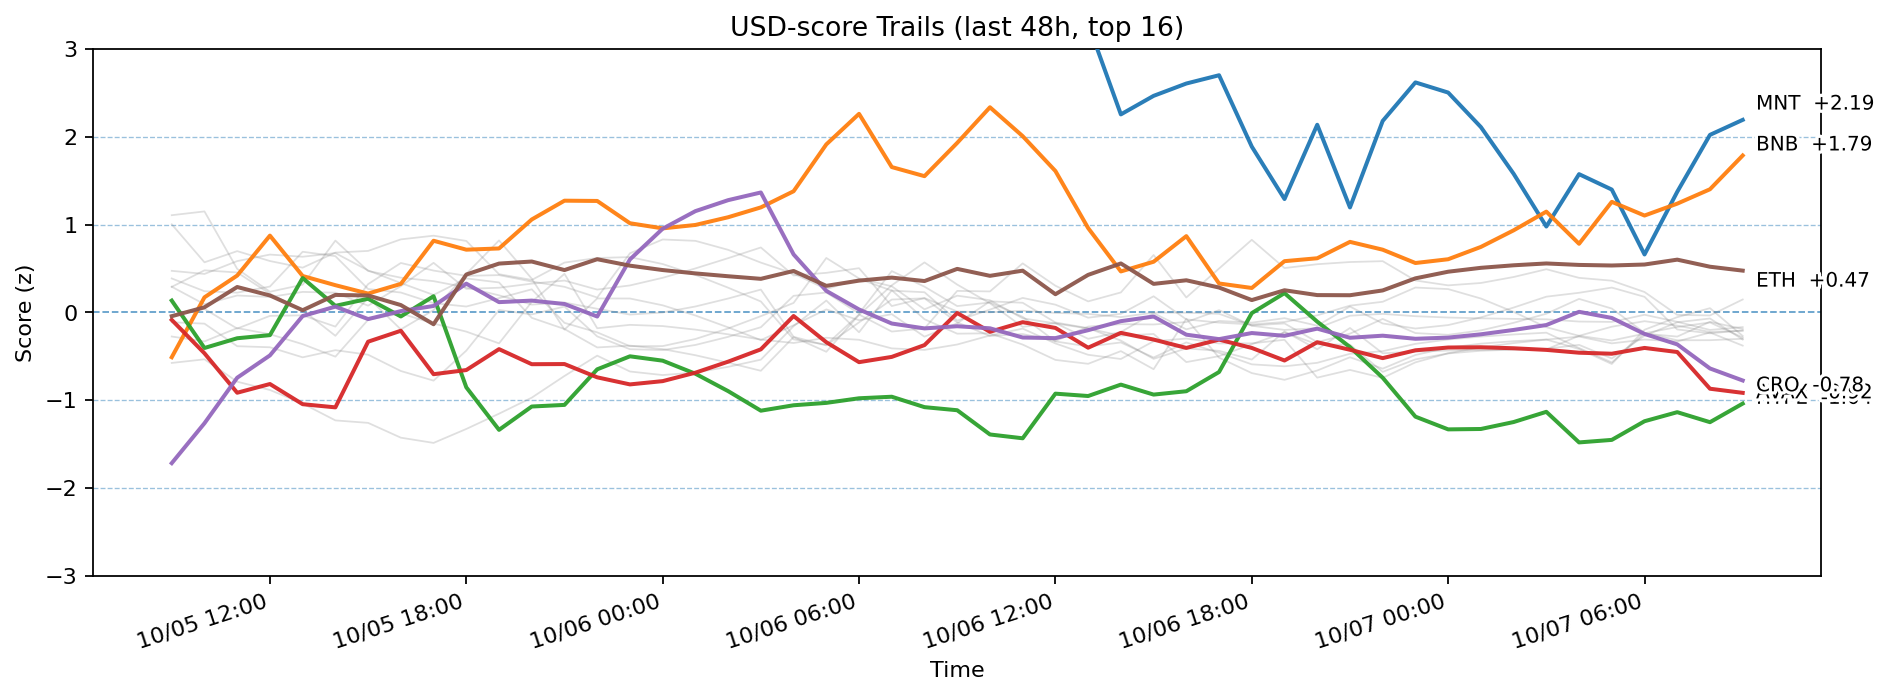 USD-score Trails (last 48h, top 16)
Score (z)
3
2
1
0
−1
−2
−3
MNT +2.19
BNB +1.79
ETH +0.47
CRO -0.78
10/05 12:00
10/05 18:00
10/06 00:00
10/06 06:00
10/06 12:00
10/06 18:00
10/07 00:00
10/07 06:00
Time